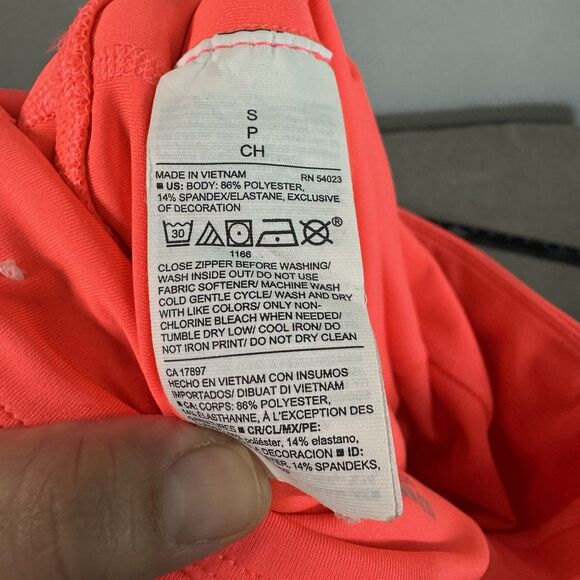 S
P
CH
MADE IN VIETNAM RN 54023
■ US: BODY: 86% POLYESTER,
14% SPANDEX/ELASTANE, EXCLUSIVE
OF DECORATION
30 ®
1166
CLOSE ZIPPER BEFORE WASHING/
WASH INSIDE OUT/ DO NOT USE
FABRIC SOFTENER/ MACHINE WASH
COLD GENTLE CYCLE/ WASH AND DRY
WITH LIKE COLORS/ ONLY NON-
CHLORINE BLEACH WHEN NEEDED/
TUMBLE DRY LOW/ COOL IRON/ DO
NOT IRON PRINT/ DO NOT DRY CLEAN
CA 17897
HECHO EN VIETNAM CON INSUMOS
IMPORTADOS/ DIBUAT DI VIETNAM
■ CA: CORPS: 86% POLYESTER,
14% ÉLASTHANNE, À L'EXCEPTION DES
■ CR/CL/MX/PE:
poliéster, 14% elastano,
DECORACION ■ ID:
14% SPANDEKS,